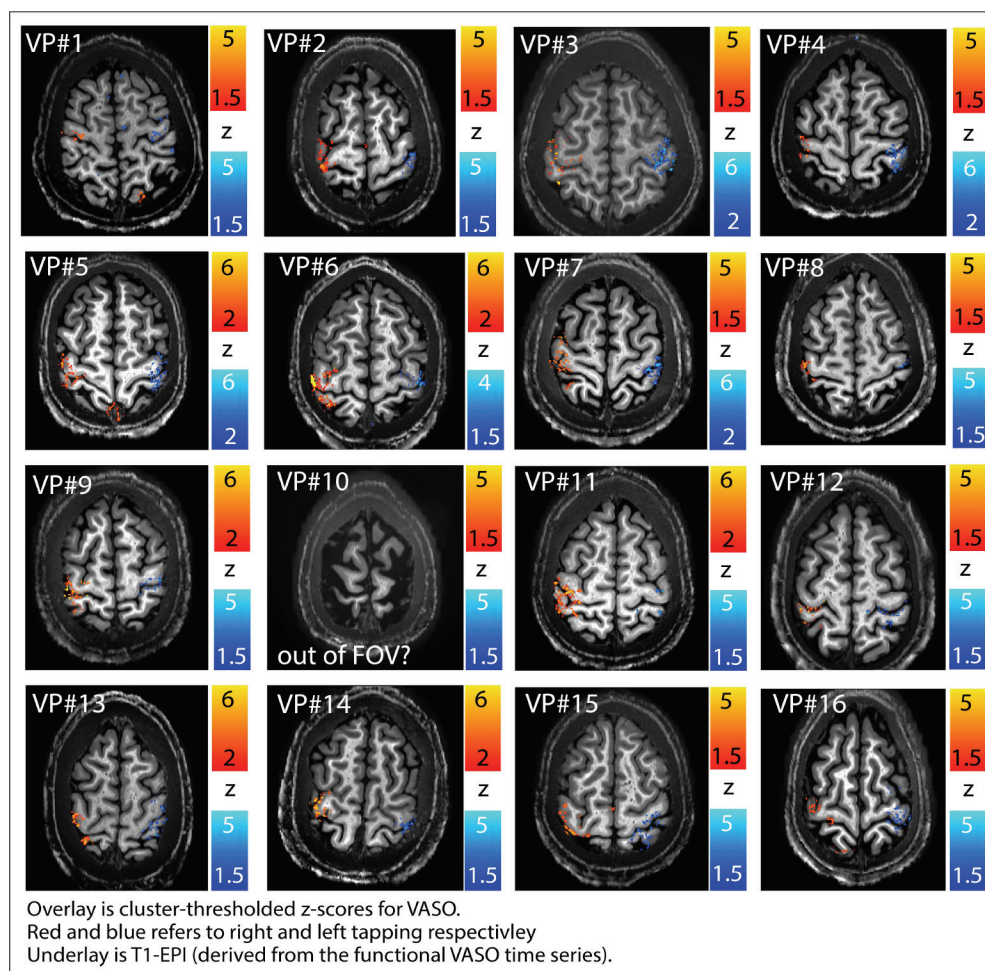 VP#1
5
1.5
z
5
1.5
VP#2
5
1.5
z
5
1.5
VP#3
5
1.5
z
6
2
VP#4
5
1.5
z
6
2
VP#5
6
2
z
6
2
VP#6
6
2
z
4
1.5
VP#7
5
1.5
z
6
2
VP#8
5
1.5
z
5
1.5
VP#9
6
2
z
5
1.5
VP#10
out of FOV?
5
1.5
z
5
1.5
VP#11
6
2
z
5
1.5
VP#12
5
1.5
z
5
1.5
VP#13
6
2
z
5
1.5
VP#14
6
2
z
5
1.5
VP#15
5
1.5
z
5
1.5
VP#16
5
1.5
z
5
1.5
Overlay is cluster-thresholded z-scores for VASO.
Red and blue refers to right and left tapping respectivley
Underlay is T1-EPI (derived from the functional VASO time series).